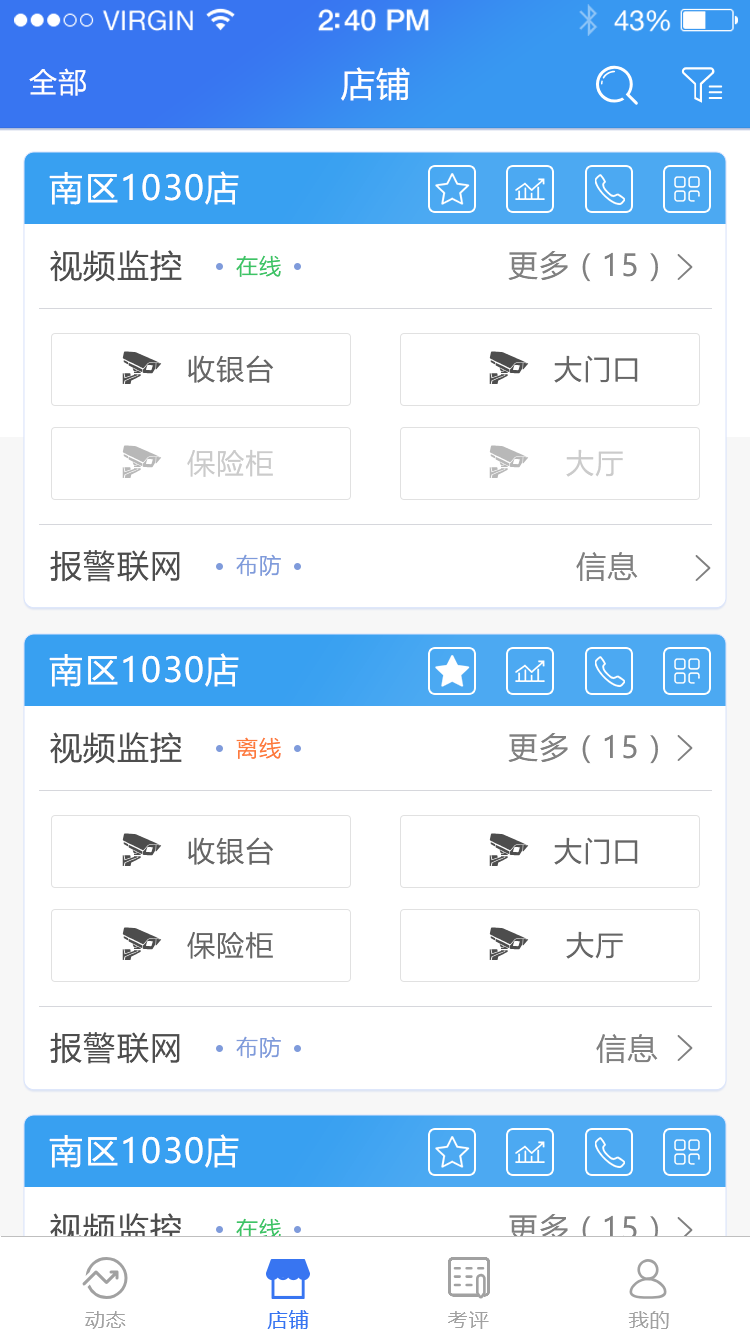 VIRGIN 2:40 PM 43%
全部 店铺
南区1030店
视频监控 • 在线 • 更多 ( 15 )
收银台 大门口
保险柜 大厅
报警联网 • 布防 • 信息
南区1030店
视频监控 • 离线 • 更多 ( 15 )
收银台 大门口
保险柜 大厅
报警联网 • 布防 • 信息
南区1030店
视频监控 • 在线 • 更多 ( 15 )
动态 店铺 考评 我的